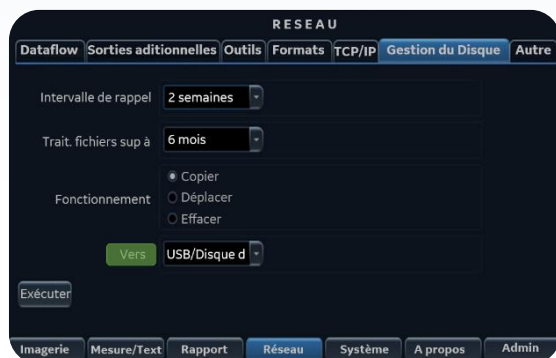 RESEAU
Dataflow Sorties aditionnelles Outils Formats TCP/IP Gestion du Disque Autre
Intervalle de rappel 2 semaines
Trait. fichiers sup à 6 mois
Copier
Fonctionnement Déplacer
Effacer
Vers USB/Disque d
Exécuter
Imagerie Mesure/Text Rapport Réseau Système A propos Admin